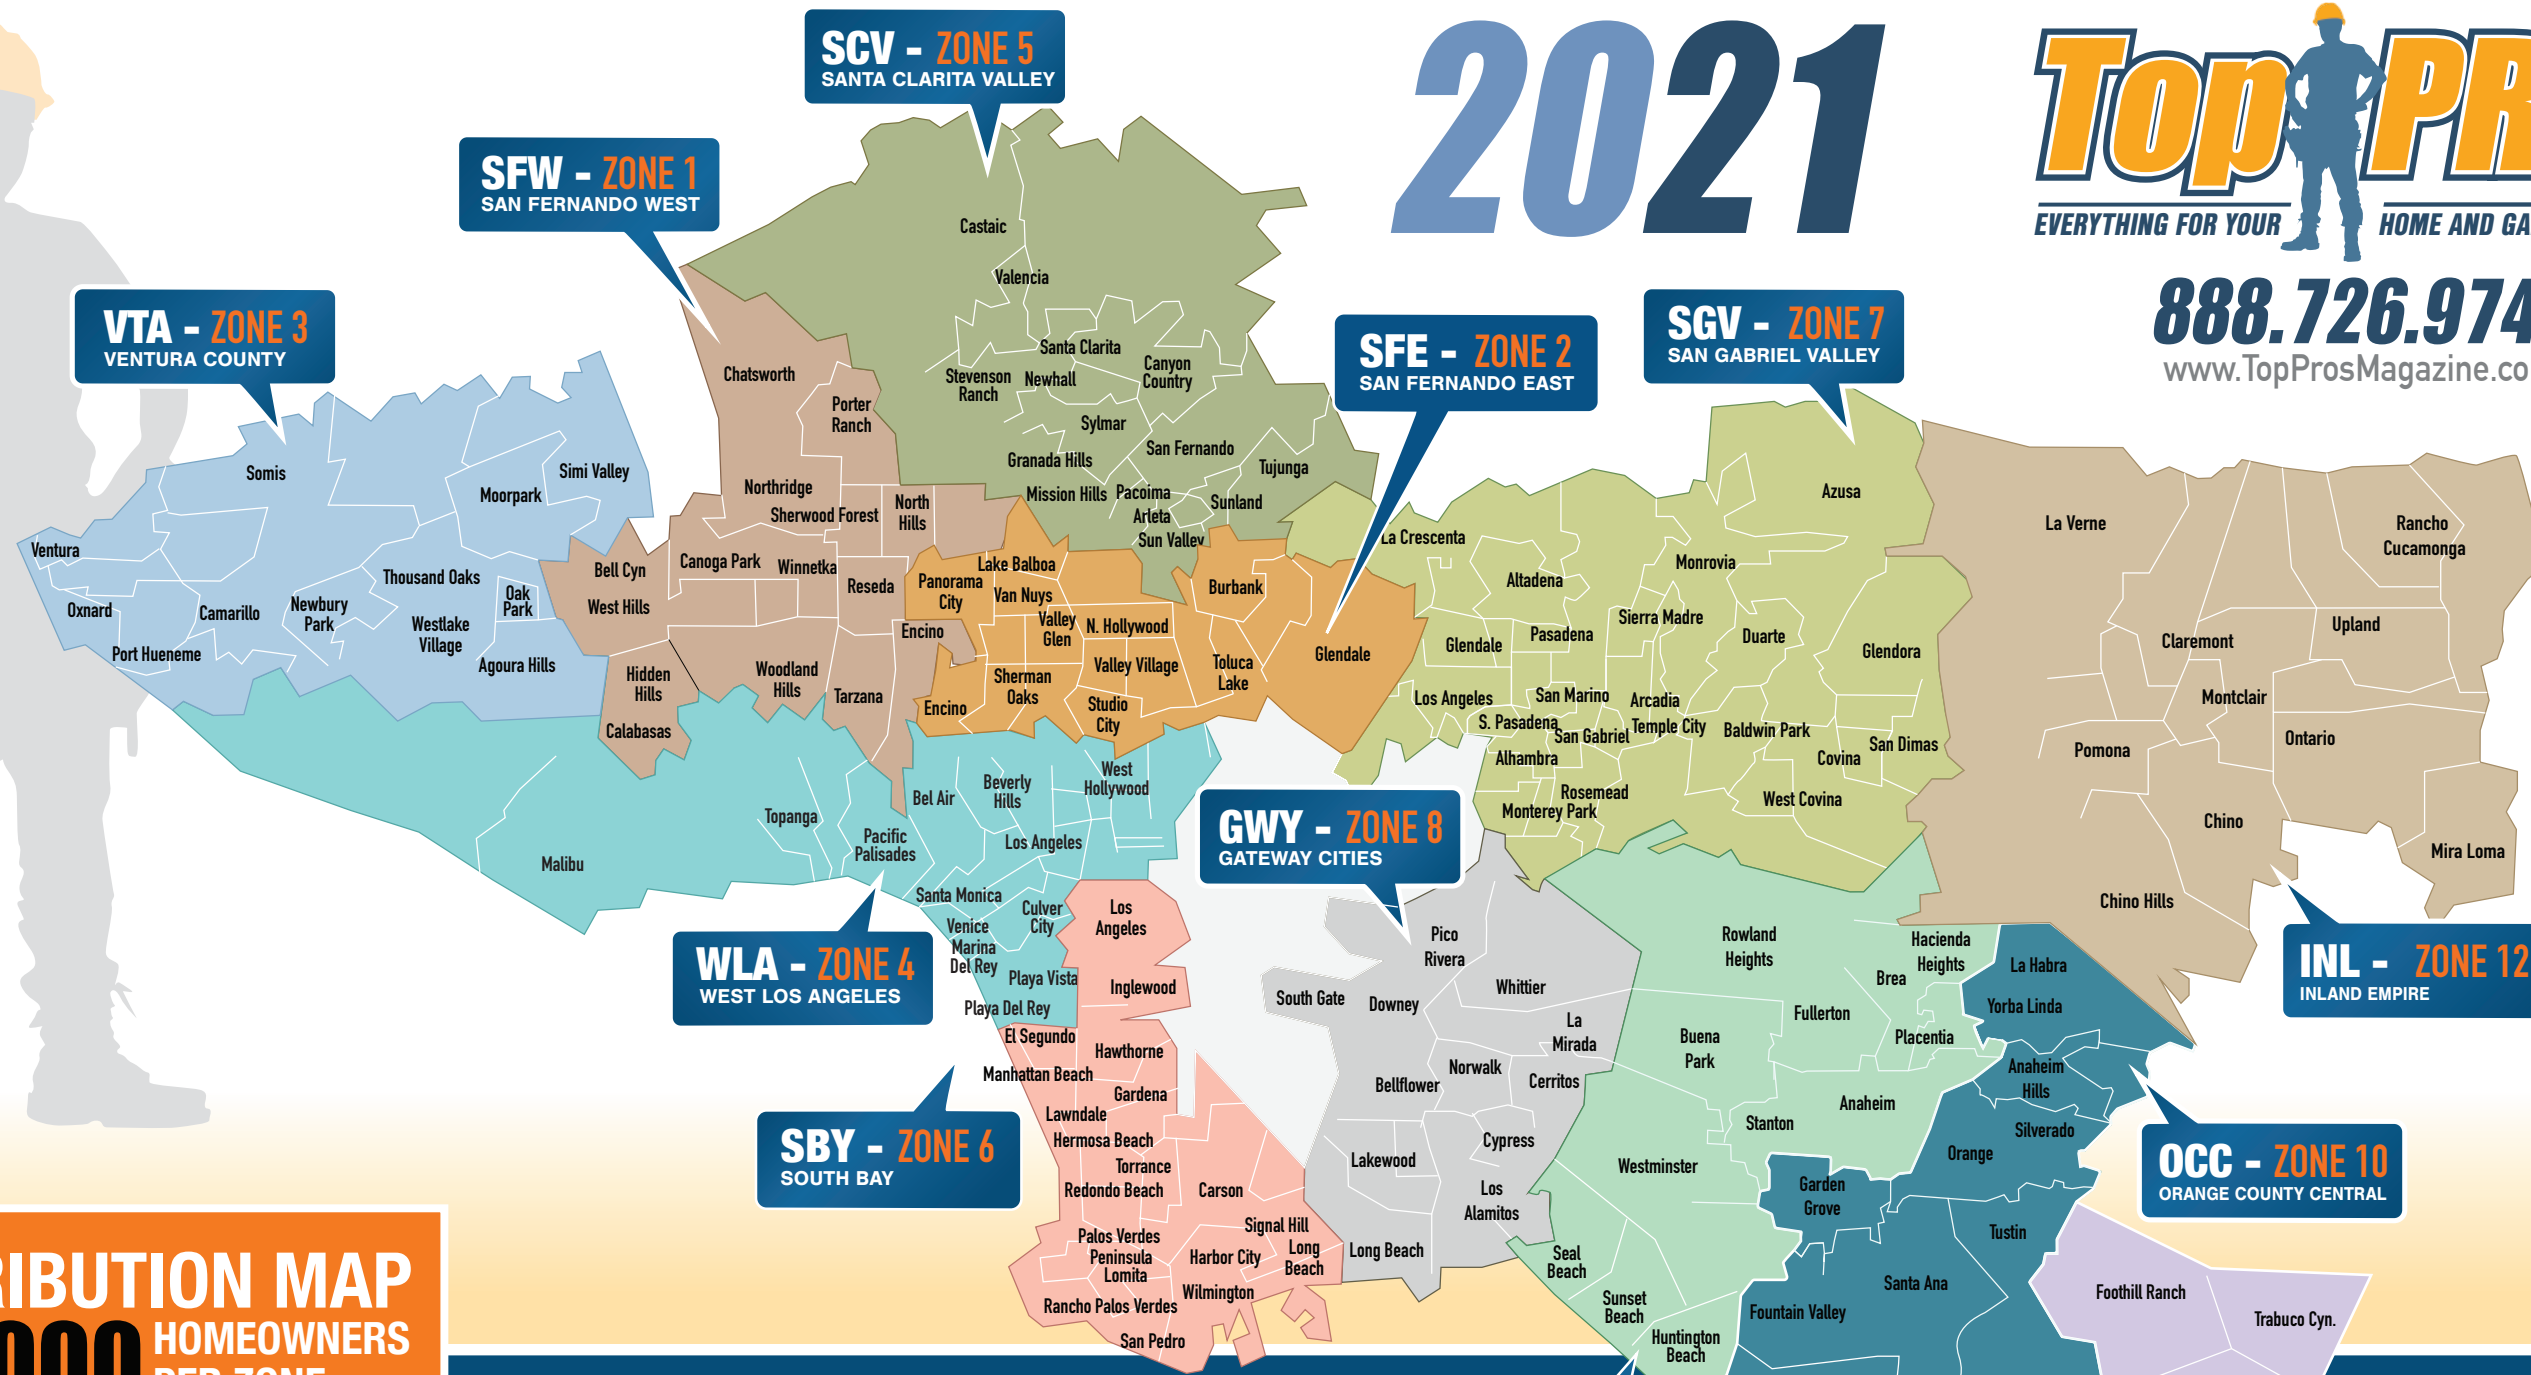 SCV - ZONE 5
SANTA CLARITA VALLEY
2021
Top PR
EVERYTHING FOR YOUR HOME AND GA
888.726.974
www.TopProsMagazine.co
SFW - ZONE 1
SAN FERNANDO WEST
VTA - ZONE 3
VENTURA COUNTY
SFE - ZONE 2
SAN FERNANDO EAST
SGV - ZONE 7
SAN GABRIEL VALLEY
Castaic
Valencia
Santa Clarita
Canyon
Country
Stevenson
Ranch
Newhall
Sylmar
San Fernando
Granada Hills
Tujunga
Mission Hills
Pacoima
Sunland
Arleta
Sun Valley
Chatsworth
Porter
Ranch
Northridge
Sherwood Forest
North
Hills
Canoga Park
Winnetka
Reseda
Bell Cyn
West Hills
Encino
Hidden
Hills
Woodland
Hills
Tarzana
Calabasas
Somis
Simi Valley
Moorpark
Ventura
Thousand Oaks
Oak
Park
Oxnard
Camarillo
Newbury
Park
Westlake
Village
Port Hueneme
Agoura Hills
Lake Balboa
Panorama
City
Van Nuys
Valley
Glen
N. Hollywood
Burbank
Glendale
Sherman
Oaks
Valley Village
Toluca
Lake
Encino
Studio
City
La Crescenta
Altadena
Azusa
Monrovia
Sierra Madre
Glendale
Pasadena
Duarte
Glendora
Los Angeles
San Marino
Arcadia
S. Pasadena
San Gabriel
Temple City
Baldwin Park
Alhambra
Covina
San Dimas
Rosemead
Monterey Park
West Covina
La Verne
Rancho
Cucamonga
Claremont
Upland
Montclair
Pomona
Ontario
Chino
Mira Loma
Chino Hills
Malibu
Topanga
Pacific
Palisades
Bel Air
Beverly
Hills
West
Hollywood
Los Angeles
Santa Monica
Culver
City
Venice
Marina
Del Rey
Playa Vista
Playa Del Rey
WLA - ZONE 4
WEST LOS ANGELES
GWY - ZONE 8
GATEWAY CITIES
INL - ZONE 12
INLAND EMPIRE
Los
Angeles
Inglewood
El Segundo
Hawthorne
Manhattan Beach
Gardena
Lawndale
Hermosa Beach
Torrance
Redondo Beach
Carson
Palos Verdes
Peninsula
Lomita
Signal Hill
Harbor City
Long
Beach
Wilmington
Rancho Palos Verdes
San Pedro
SBY - ZONE 6
SOUTH BAY
Pico
Rivera
South Gate
Downey
Whittier
La
Mirada
Norwalk
Bellflower
Cerritos
Cypress
Lakewood
Los
Alamitos
Long Beach
Rowland
Heights
Hacienda
Heights
Brea
Fullerton
Buena
Park
Placentia
Anaheim
Stanton
Westminster
Seal
Beach
Sunset
Beach
Huntington
Beach
La Habra
Yorba Linda
Anaheim
Hills
Silverado
Orange
Garden
Grove
Tustin
Santa Ana
Fountain Valley
OCC - ZONE 10
ORANGE COUNTY CENTRAL
Foothill Ranch
Trabuco Cyn.
RIBUTION MAP
000 HOMEOWNERS
PER ZONE